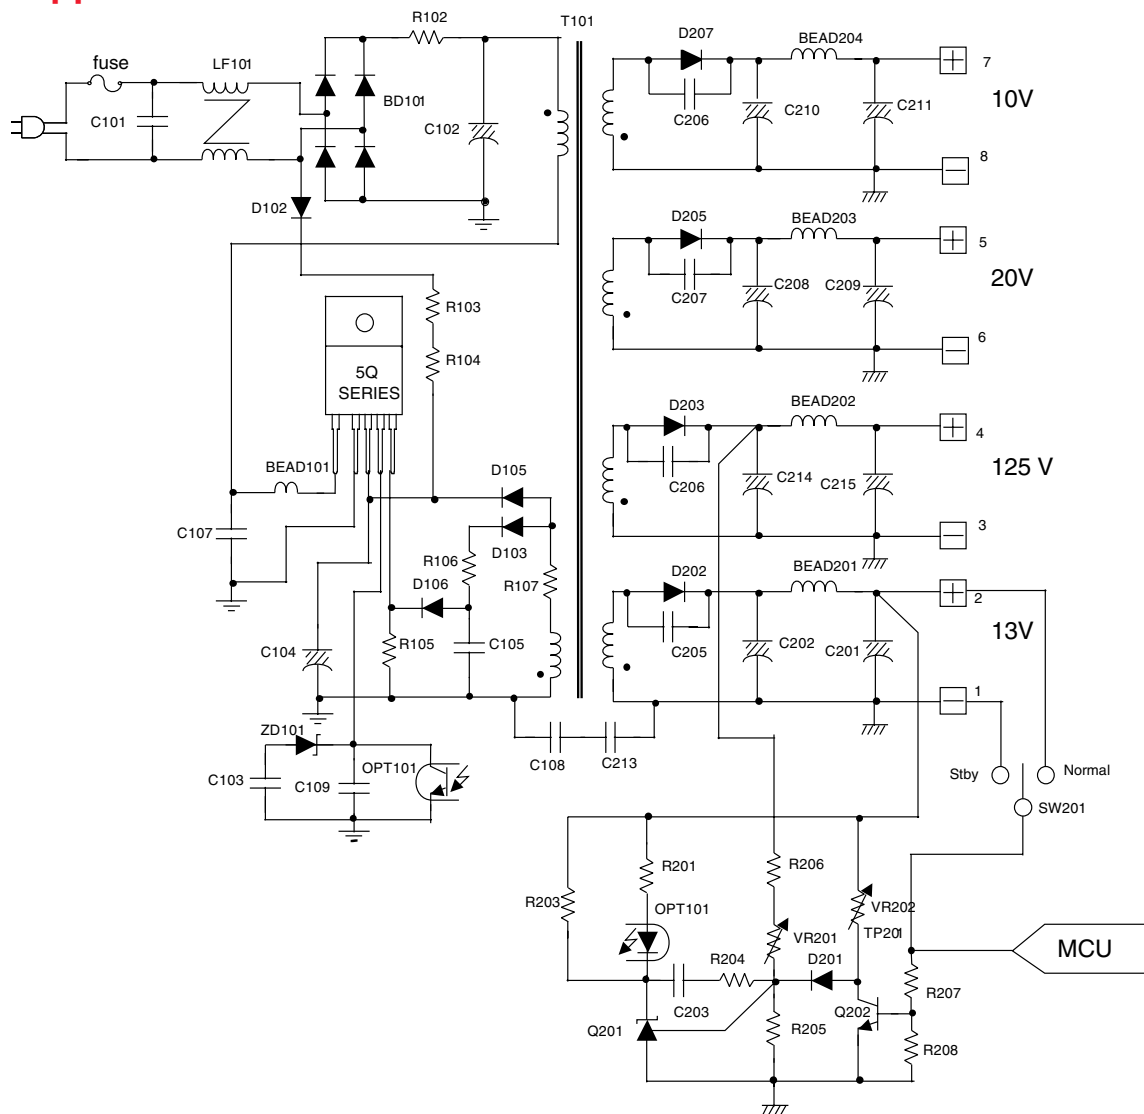 R102
T101
D207
BEAD204
7
fuse
LF101
C101
BD101
C102
C206
C210
C211
10V
8
D102
D205
BEAD203
5
R103
C207
C208
C209
20V
6
R104
5Q
SERIES
D203
BEAD202
4
BEAD101
D105
C206
C214
C215
125 V
3
C107
D103
R106
D202
BEAD201
2
D106
R107
C205
C202
C201
13V
C104
R105
C105
1
ZD101
C108
C213
Stby
Normal
C103
C109
OPT101
SW201
R201
R206
R203
OPT101
VR202
TP201
VR201
MCU
R204
D201
C203
R207
Q201
R205
Q202
R208